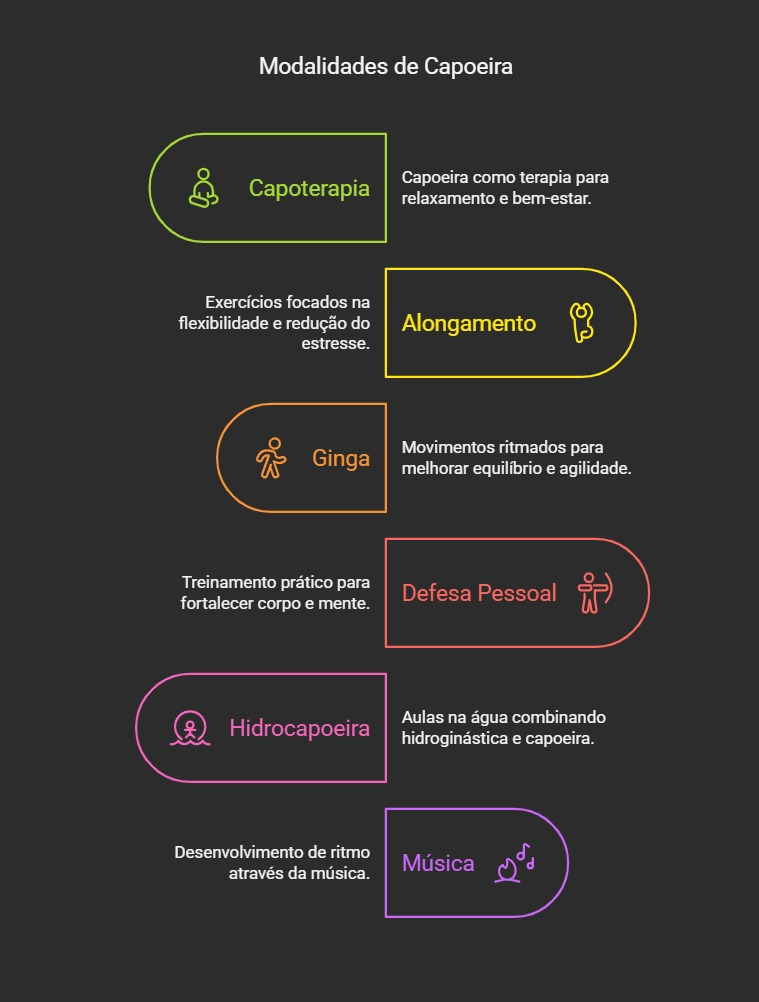 Modalidades de Capoeira
Capoterapia
Capoeira como terapia para
relaxamento e bem-estar.
Exercícios focados na
flexibilidade e redução do
estresse.
Alongamento
Ginga
Movimentos ritmados para
melhorar equilíbrio e agilidade.
Treinamento prático para
fortalecer corpo e mente.
Defesa Pessoal
Hidrocapoeira
Aulas na água combinando
hidroginástica e capoeira.
Desenvolvimento de ritmo
através da música.
Música